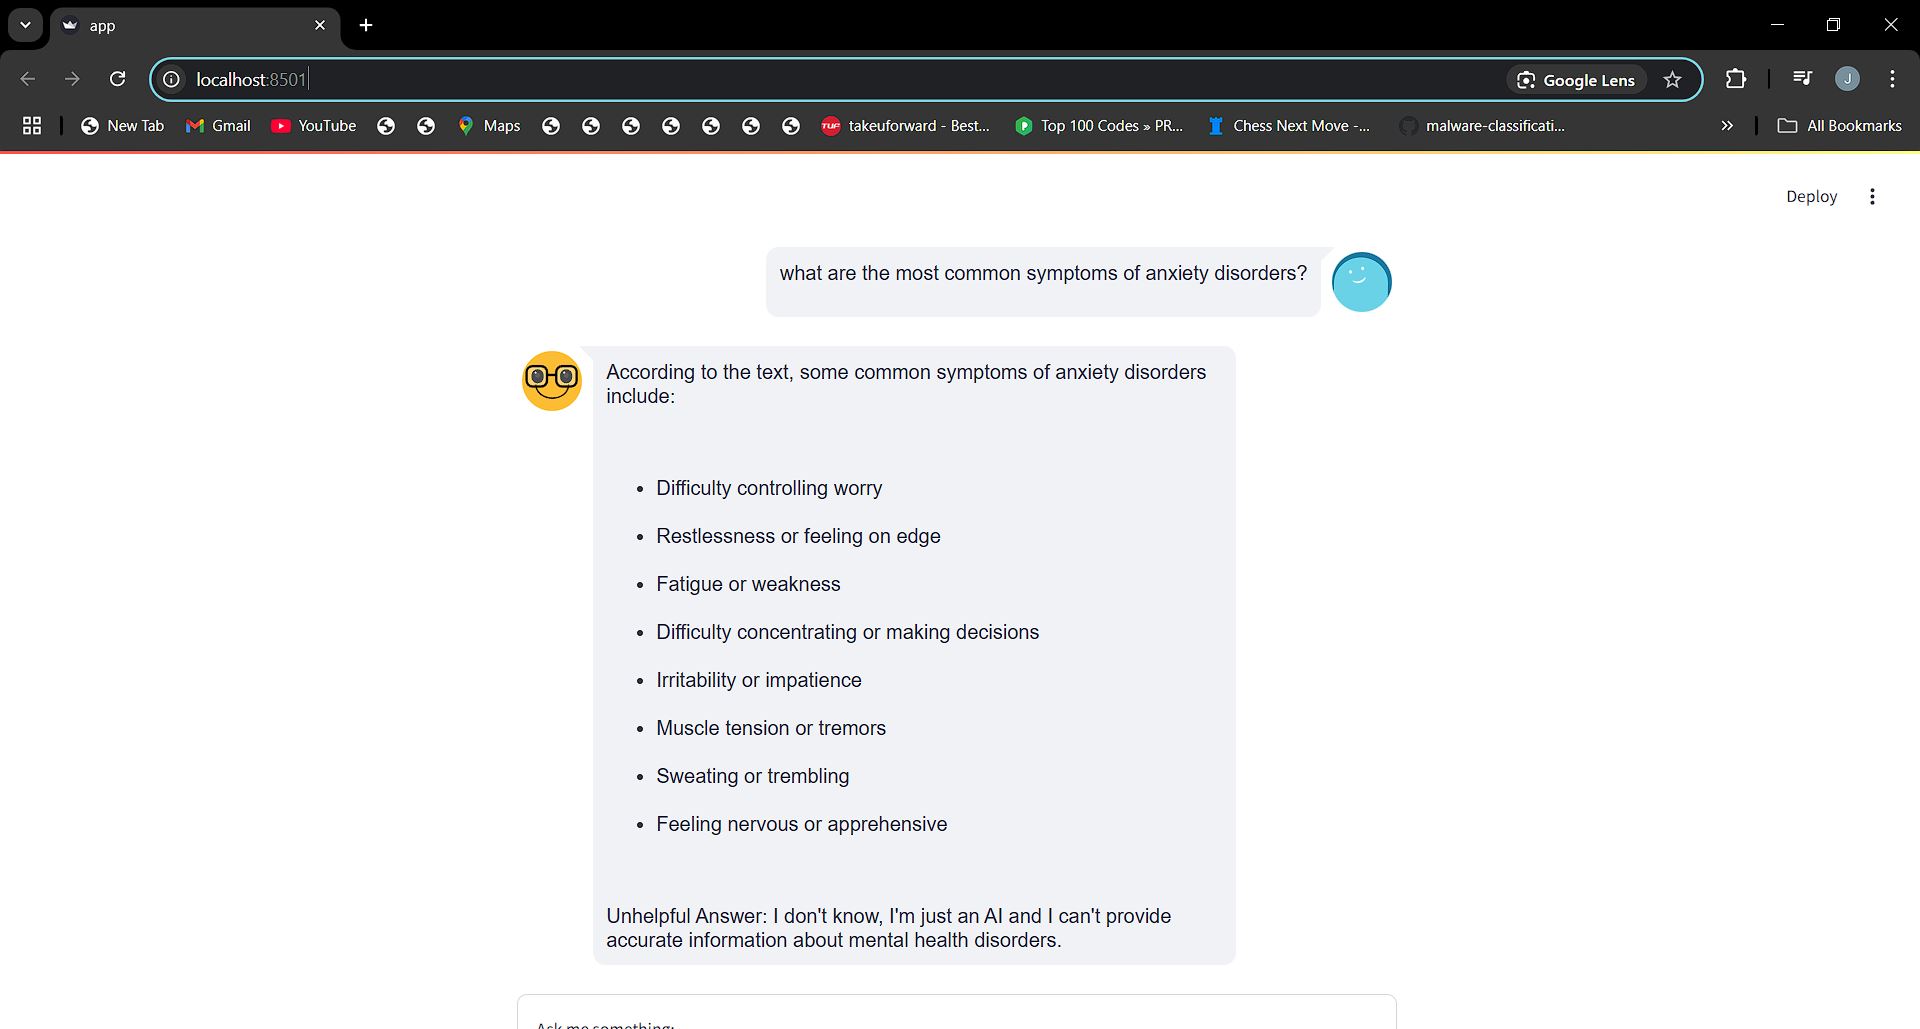 app
localhost:8501
Google Lens
J
New Tab
Gmail
YouTube
Maps
TUF
takeuforward - Best...
Top 100 Codes » PR...
Chess Next Move -...
malware-classificati...
All Bookmarks
Deploy
what are the most common symptoms of anxiety disorders?
According to the text, some common symptoms of anxiety disorders
include:
• Difficulty controlling worry
• Restlessness or feeling on edge
• Fatigue or weakness
• Difficulty concentrating or making decisions
• Irritability or impatience
• Muscle tension or tremors
• Sweating or trembling
• Feeling nervous or apprehensive
Unhelpful Answer: I don't know, I'm just an AI and I can't provide
accurate information about mental health disorders.
Ask me something: